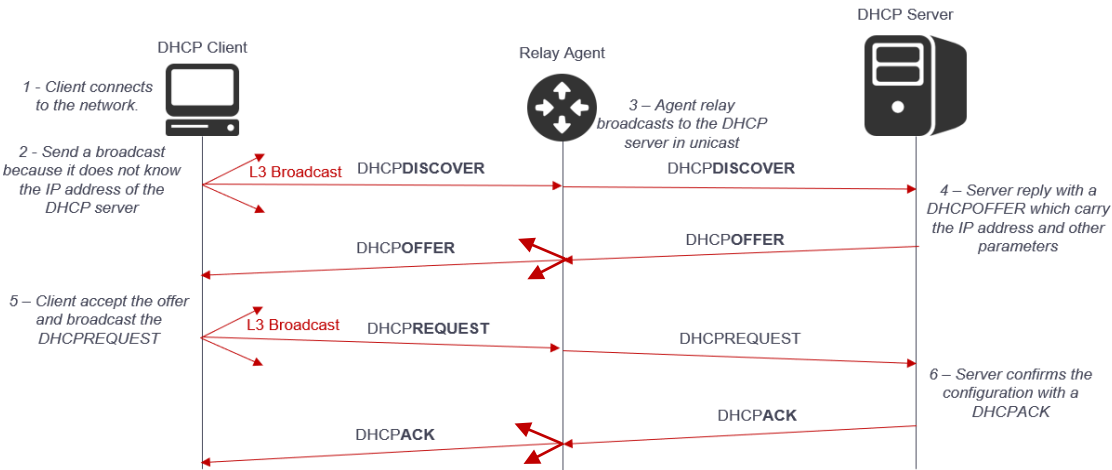 DHCP Server
DHCP Client
Relay Agent
1 - Client connects
to the network.
3 – Agent relay
broadcasts to the DHCP
server in unicast
2 - Send a broadcast
because it does not know
the IP address of the
DHCP server
L3 Broadcast
DHCPDISCOVER
DHCPDISCOVER
4 – Server reply with a
DHCPOFFER which carry
the IP address and other
parameters
DHCPOFFER
DHCPOFFER
5 – Client accept the offer
and broadcast the
DHCPREQUEST
L3 Broadcast
DHCPREQUEST
DHCPREQUEST
6 – Server confirms the
configuration with a
DHCPACK
DHCPACK
DHCPACK